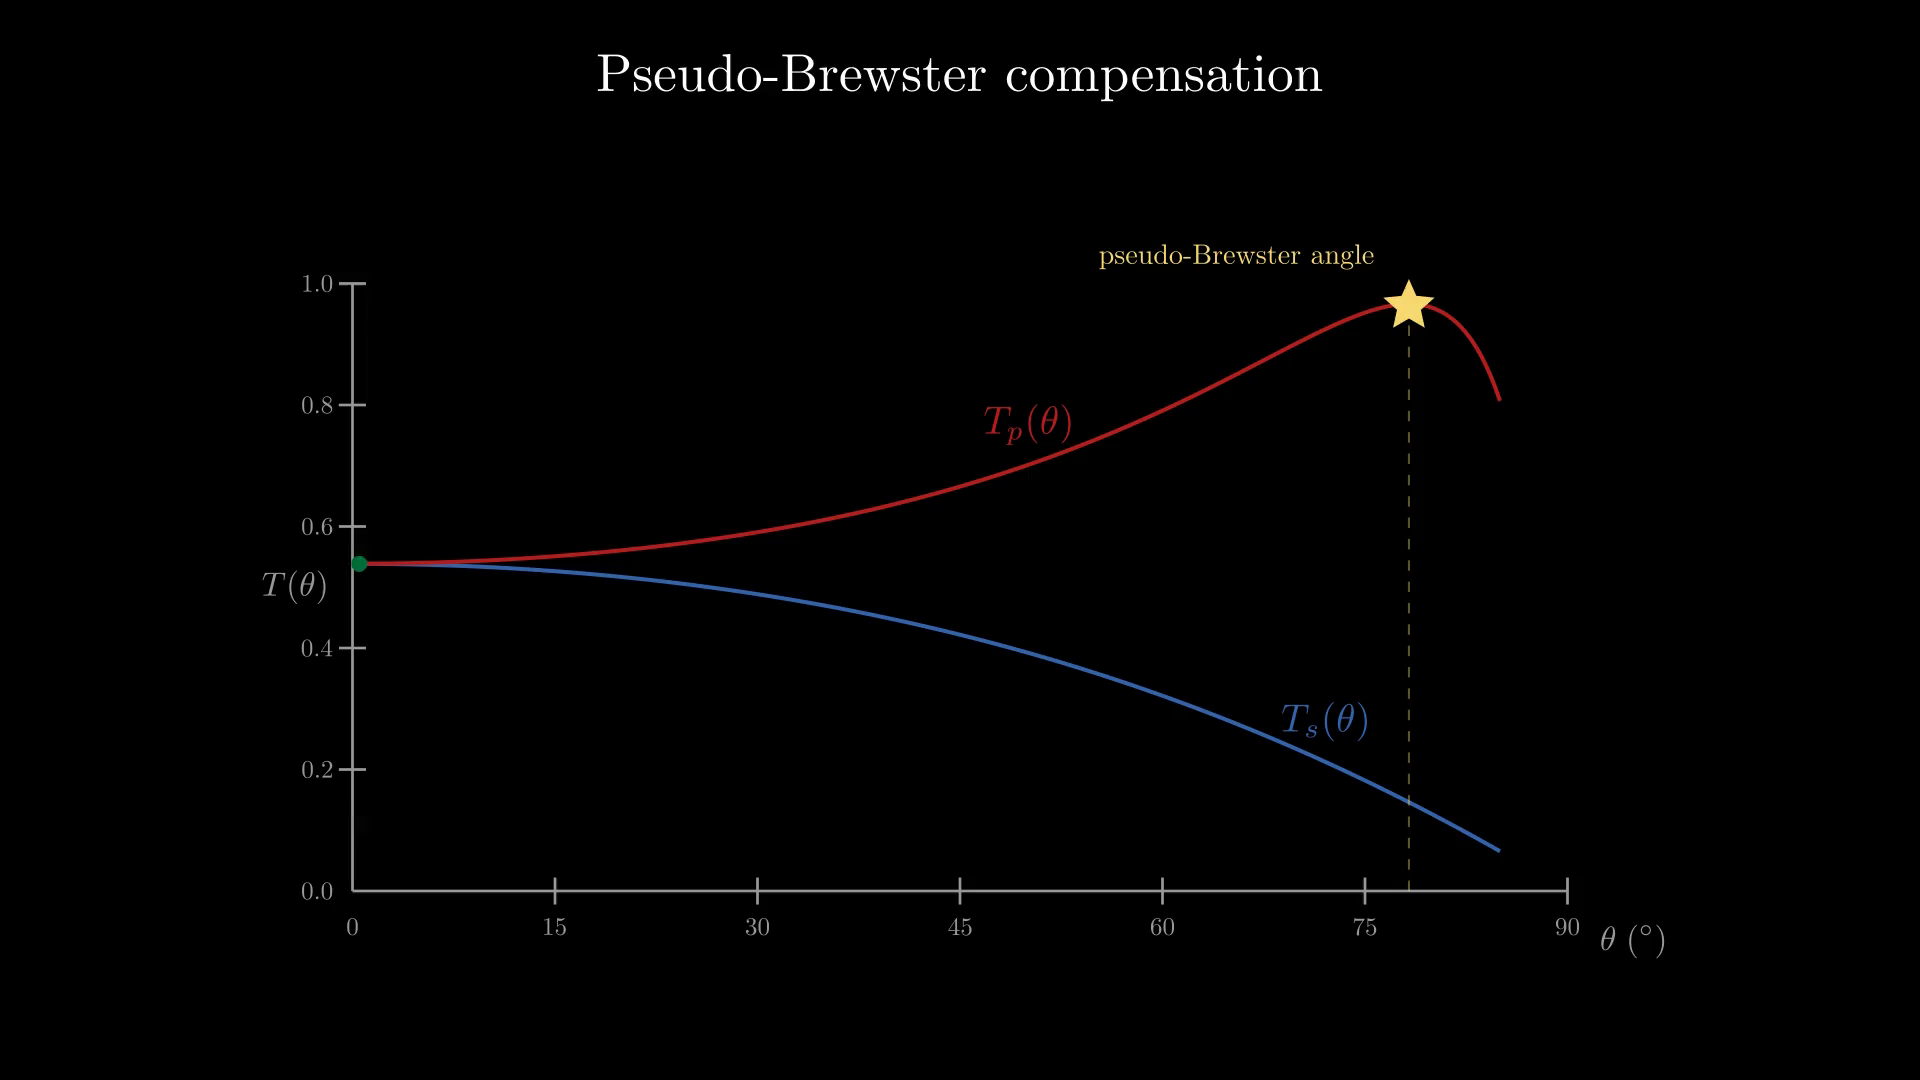 Pseudo-Brewster compensation
pseudo-Brewster angle
1.0
0.8
T_p(θ)
0.6
T(θ)
0.4
T_s(θ)
0.2
0.0
0 15 30 45 60 75 90
θ (°)